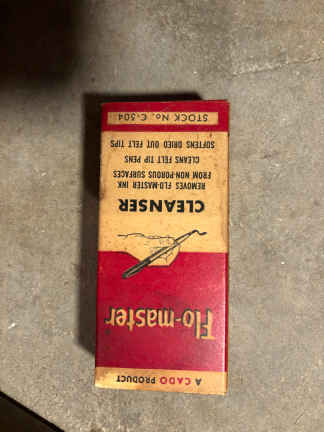 A CADO PRODUCT
Flo-master
CLEANSER
REMOVES FLO-MASTER INK
FROM NON-POROUS SURFACES
CLEANS FELT TIP PENS
SOFTENS DRIED OUT FELT TIPS
STOCK No. C-504